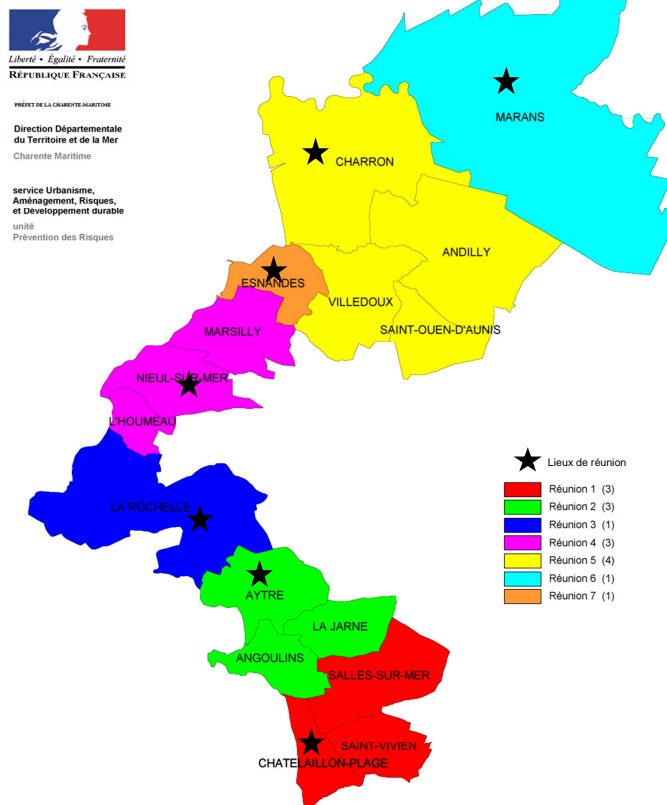 Liberté • Égalité • Fraternité
RÉPUBLIQUE FRANÇAISE
PRÉFET DE LA CHARENTE-MARITIME
Direction Départementale
du Territoire et de la Mer
Charente Maritime
service Urbanisme,
Aménagement, Risques,
et Développement durable
unité
Prévention des Risques
MARANS
CHARRON
ANDILLY
ESNANDES
VILLEDOUX
SAINT-OUEN-D'AUNIS
MARSILLY
NIEUL-SUR-MER
L'HOUMEAU
LA ROCHELLE
AYTRE
LA JARNE
ANGOULINS
SALLES-SUR-MER
SAINT-VIVIEN
CHATELAILLON-PLAGE
Lieux de réunion
Réunion 1 (3)
Réunion 2 (3)
Réunion 3 (1)
Réunion 4 (3)
Réunion 5 (4)
Réunion 6 (1)
Réunion 7 (1)